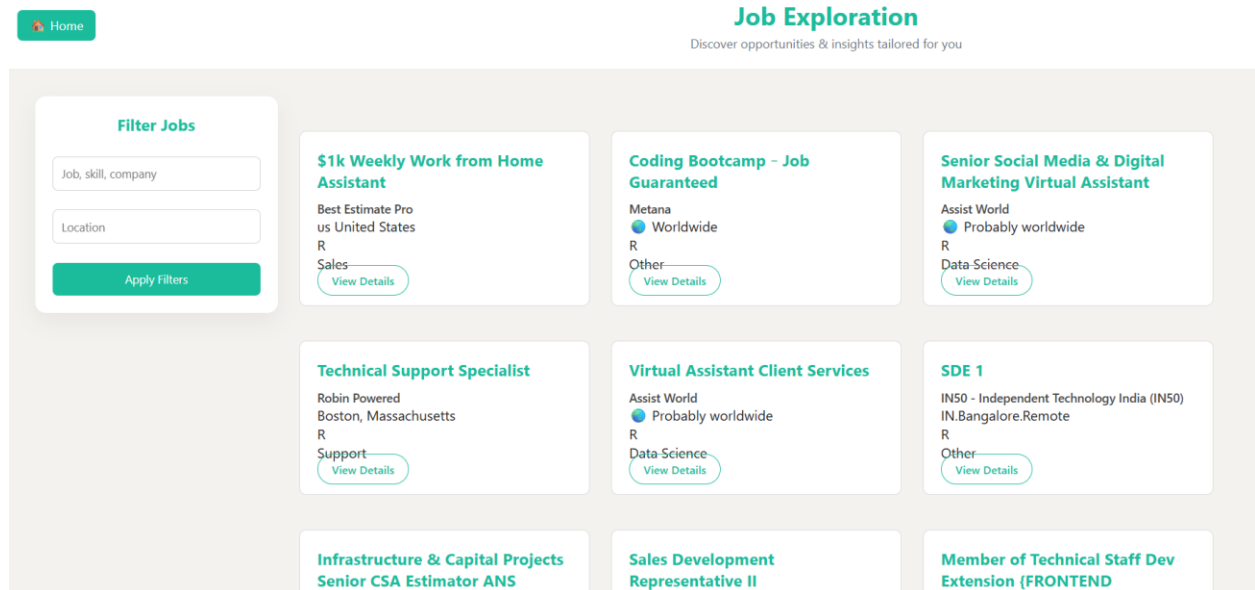 🏠 Home
Job Exploration
Discover opportunities & insights tailored for you
Filter Jobs
Job, skill, company
Location
Apply Filters
$1k Weekly Work from Home
Assistant
Best Estimate Pro
us United States
R
Sales
View Details
Coding Bootcamp – Job
Guaranteed
Metana
🌏 Worldwide
R
Other
View Details
Senior Social Media & Digital
Marketing Virtual Assistant
Assist World
🌏 Probably worldwide
R
Data Science
View Details
Technical Support Specialist
Robin Powered
Boston, Massachusetts
R
Support
View Details
Virtual Assistant Client Services
Assist World
🌏 Probably worldwide
R
Data Science
View Details
SDE 1
IN50 - Independent Technology India (IN50)
IN.Bangalore.Remote
R
Other
View Details
Infrastructure & Capital Projects
Senior CSA Estimator ANS
Sales Development
Representative II
Member of Technical Staff Dev
Extension {FRONTEND